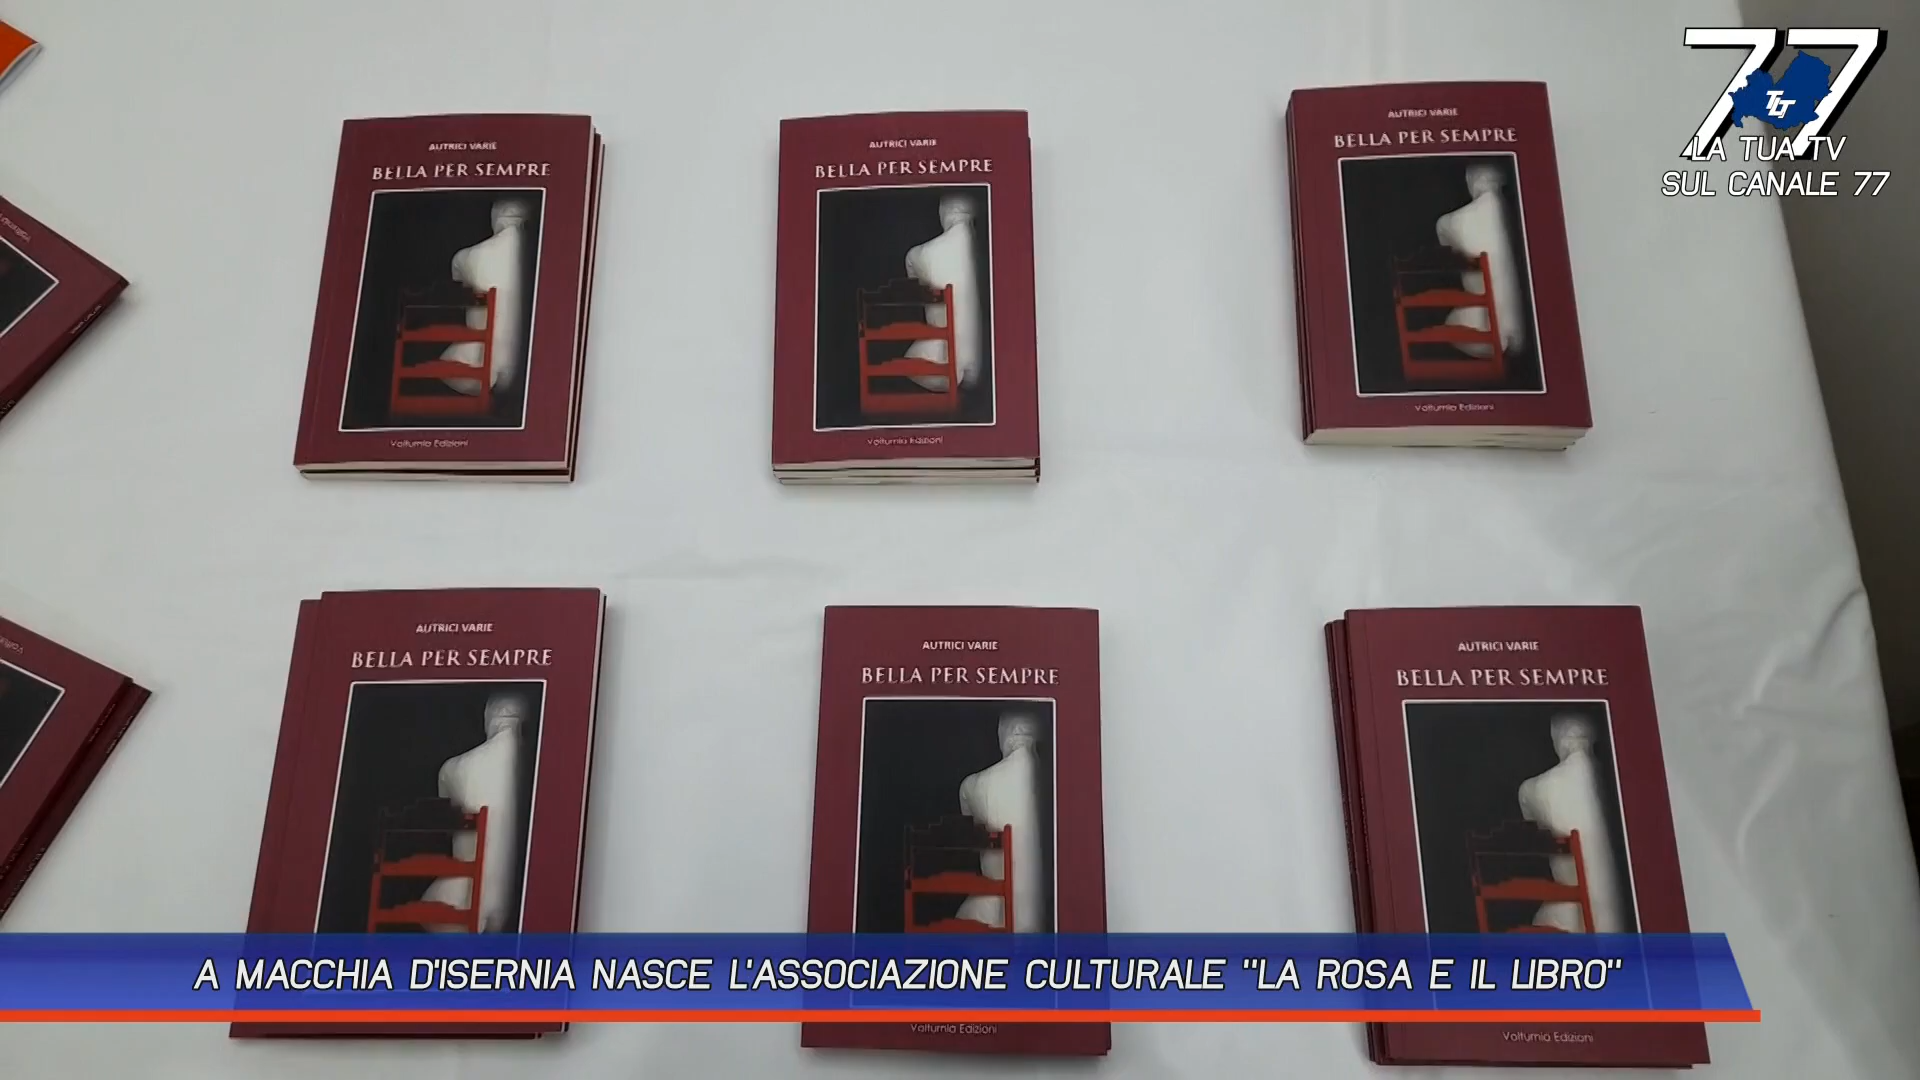 77
TLT
LA TUA TV
SUL CANALE 77
AUTRICI VARIE
BELLA PER SEMPRE
Volturnia Edizioni
AUTRICI VARIE
BELLA PER SEMPRE
Volturnia Edizioni
AUTRICI VARIE
BELLA PER SEMPRE
Volturnia Edizioni
AUTRICI VARIE
BELLA PER SEMPRE
AUTRICI VARIE
BELLA PER SEMPRE
Volturnia Edizioni
AUTRICI VARIE
BELLA PER SEMPRE
Volturnia Edizioni
A MACCHIA D'ISERNIA NASCE L'ASSOCIAZIONE CULTURALE "LA ROSA E IL LIBRO"